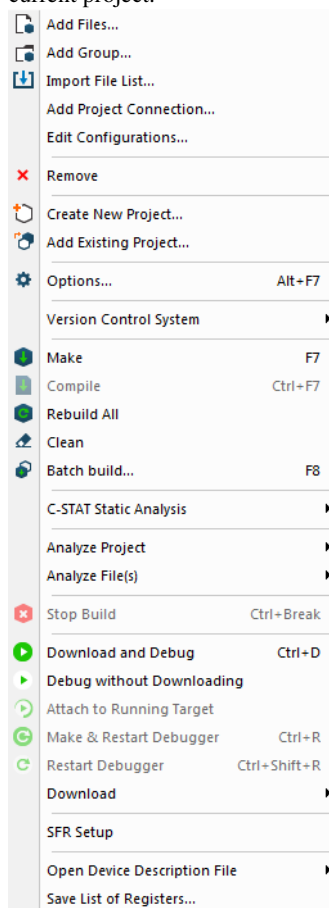 current project.
Add Files...
Add Group...
Import File List...
Add Project Connection...
Edit Configurations...
Remove
Create New Project...
Add Existing Project...
Options... Alt+F7
Version Control System
Make F7
Compile Ctrl+F7
Rebuild All
Clean
Batch build... F8
C-STAT Static Analysis
Analyze Project
Analyze File(s)
Stop Build Ctrl+Break
Download and Debug Ctrl+D
Debug without Downloading
Attach to Running Target
Make & Restart Debugger Ctrl+R
Restart Debugger Ctrl+Shift+R
Download
SFR Setup
Open Device Description File
Save List of Registers...